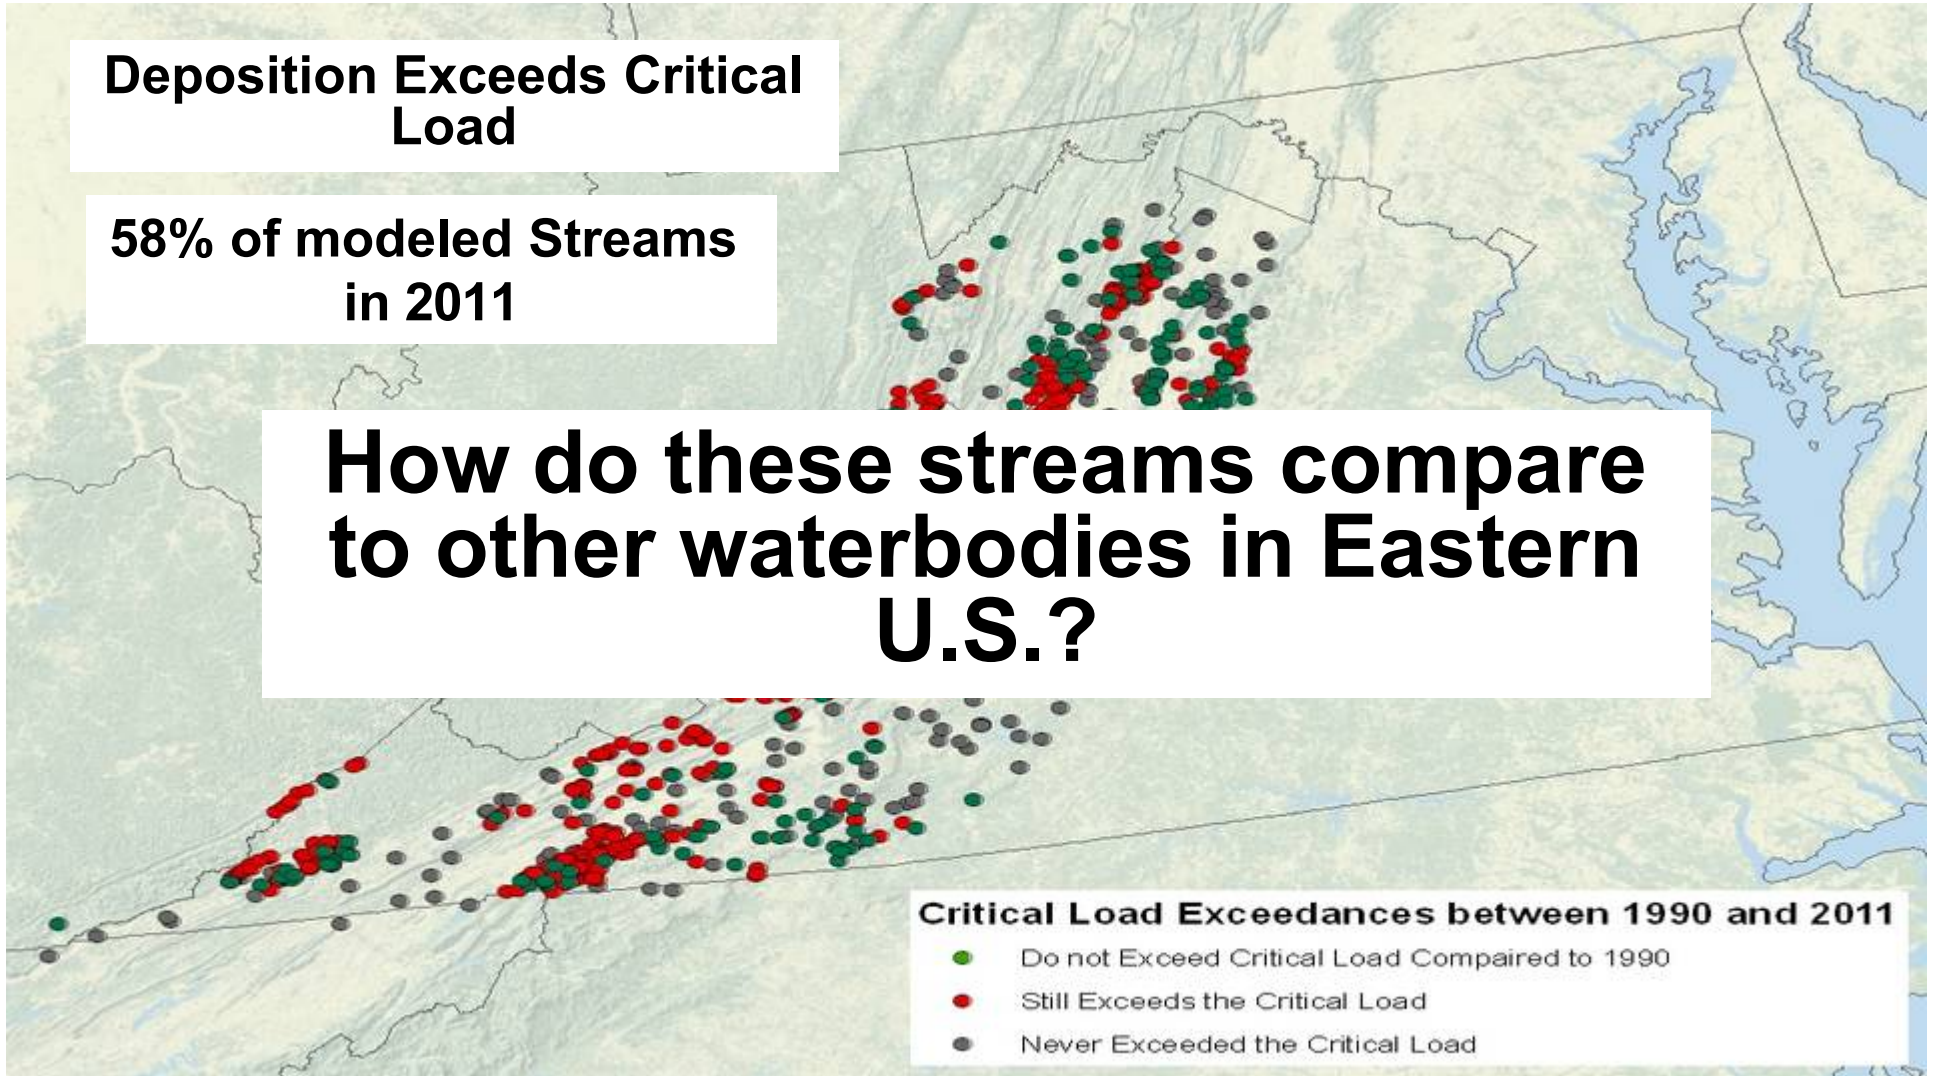 Deposition Exceeds Critical
Load
58% of modeled Streams
in 2011
How do these streams compare
to other waterbodies in Eastern
U.S.?
Critical Load Exceedances between 1990 and 2011
Do not Exceed Critical Load Compaired to 1990
Still Exceeds the Critical Load
Never Exceeded the Critical Load